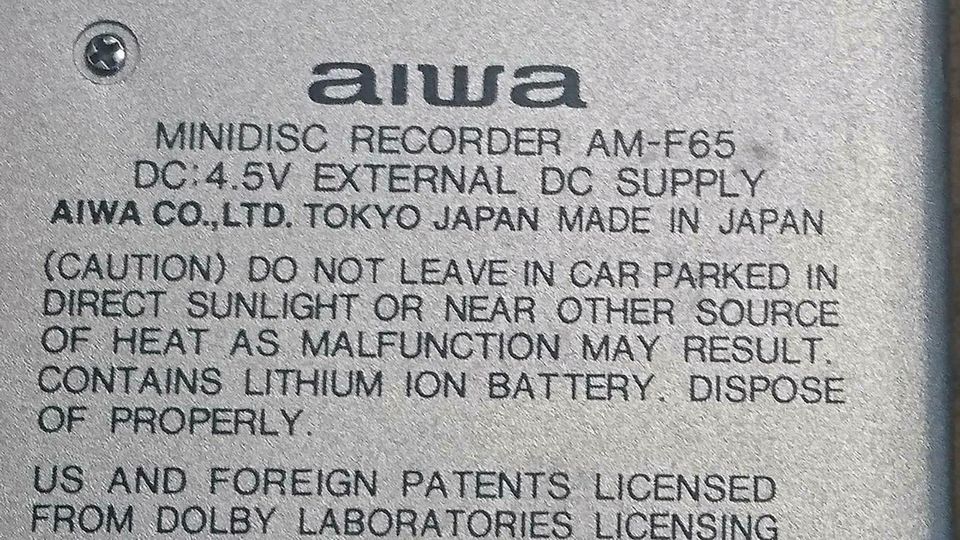 aiwa
MINIDISC RECORDER AM-F65
DC:4.5V EXTERNAL DC SUPPLY
AIWA CO.,LTD. TOKYO JAPAN MADE IN JAPAN
(CAUTION) DO NOT LEAVE IN CAR PARKED IN
DIRECT SUNLIGHT OR NEAR OTHER SOURCE
OF HEAT AS MALFUNCTION MAY RESULT.
CONTAINS LITHIUM ION BATTERY. DISPOSE
OF PROPERLY.
US AND FOREIGN PATENTS LICENSED
FROM DOLBY LABORATORIES LICENSING